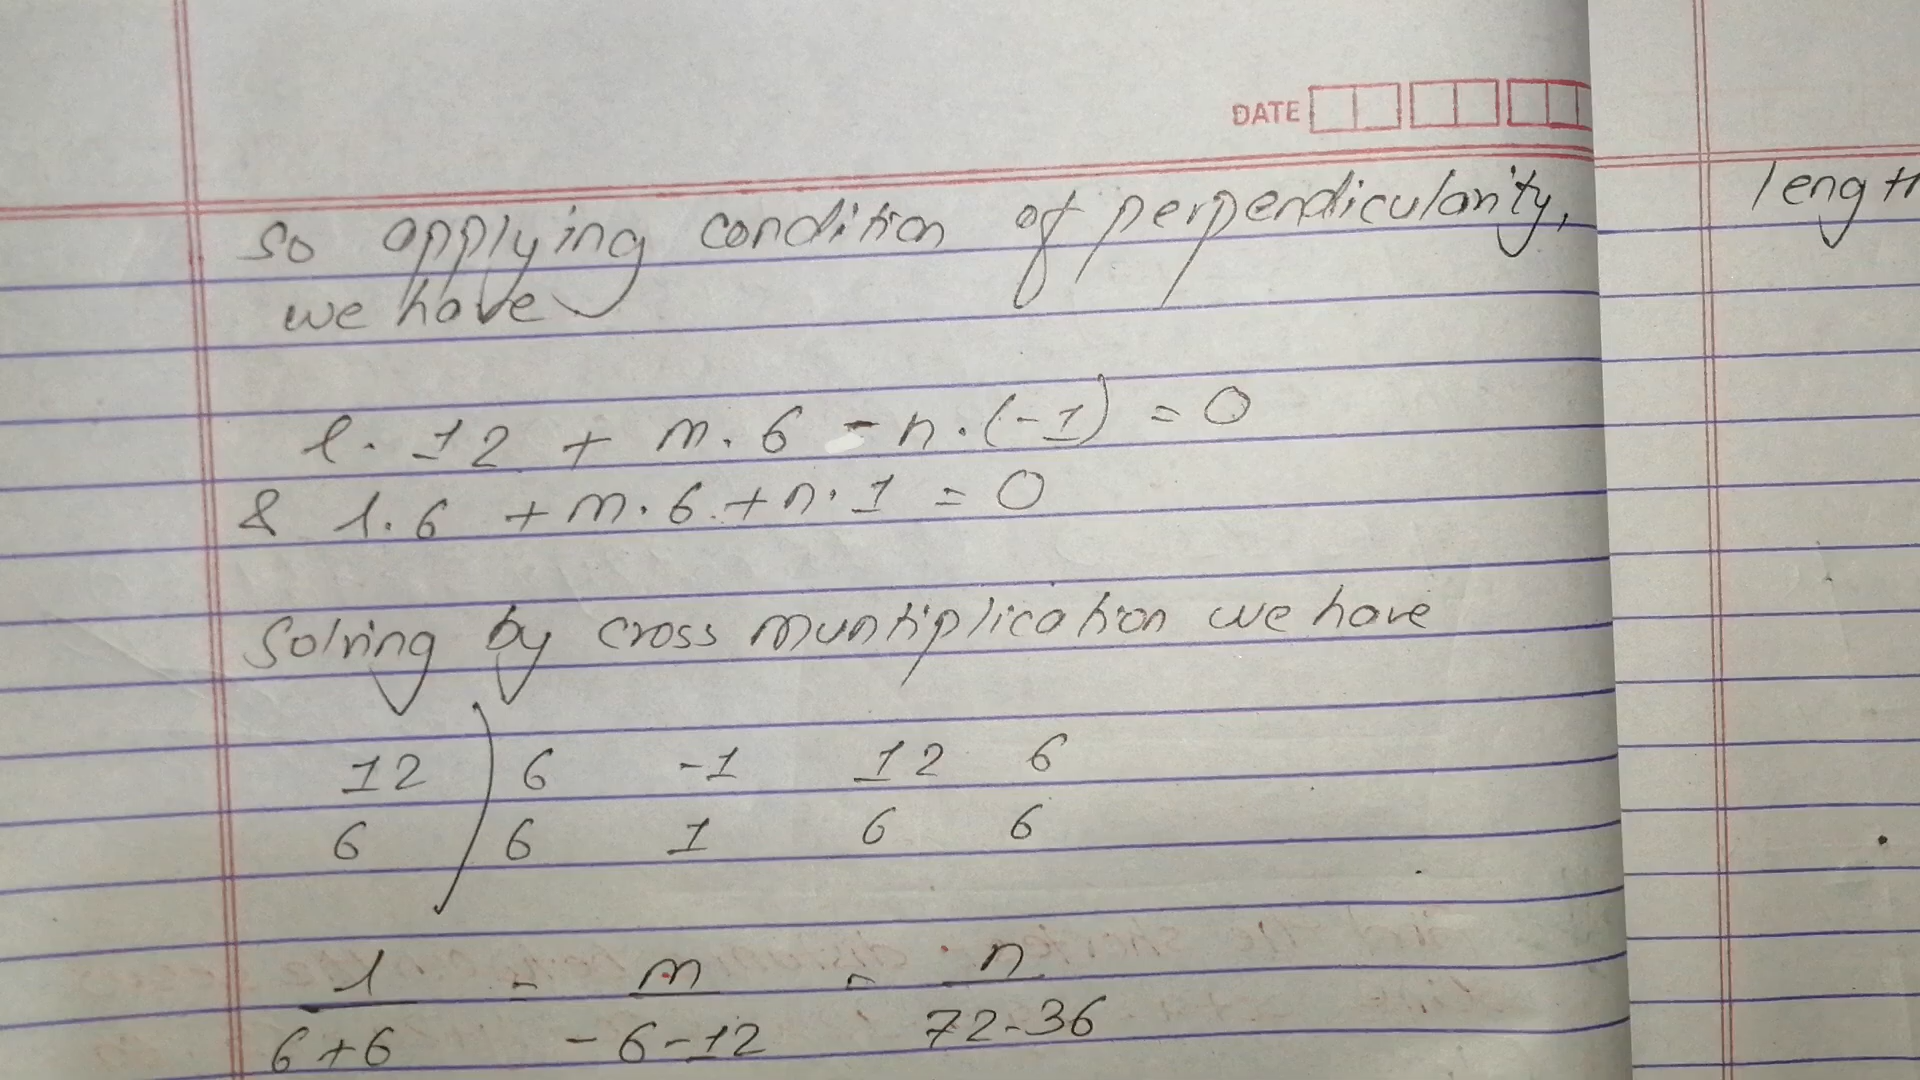 DATE
So applying condition of perpendicularity,
we have
l. 12 + m. 6 - n. (-1) = 0
& l. 6 + m. 6. + n. 1 = 0
Solving by cross muntiplication we have
12 ) 6 -1 12 6
6 6 1 6 6
l = m = n
6+6 -6-12 72-36
length